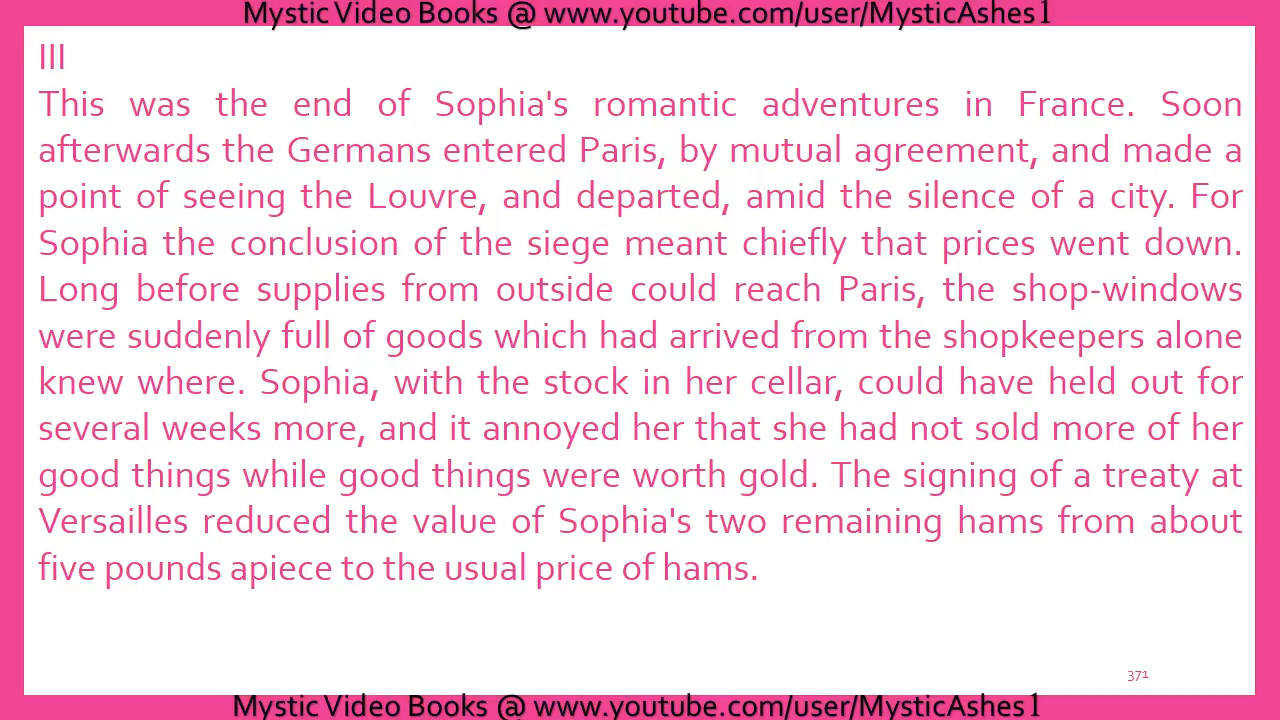 Mystic Video Books @ www.youtube.com/user/MysticAshes1
III
This was the end of Sophia's romantic adventures in France. Soon
afterwards the Germans entered Paris, by mutual agreement, and made a
point of seeing the Louvre, and departed, amid the silence of a city. For
Sophia the conclusion of the siege meant chiefly that prices went down.
Long before supplies from outside could reach Paris, the shop-windows
were suddenly full of goods which had arrived from the shopkeepers alone
knew where. Sophia, with the stock in her cellar, could have held out for
several weeks more, and it annoyed her that she had not sold more of her
good things while good things were worth gold. The signing of a treaty at
Versailles reduced the value of Sophia's two remaining hams from about
five pounds apiece to the usual price of hams.
371
Mystic Video Books @ www.youtube.com/user/MysticAshes1